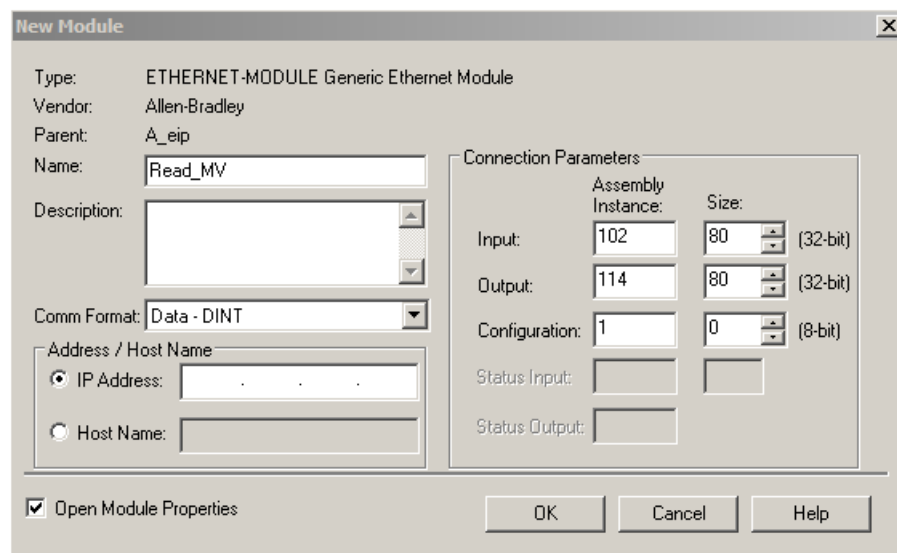 New Module
Type: ETHERNET-MODULE Generic Ethernet Module
Vendor: Allen-Bradley
Parent: A_eip
Name: Read_MV
Description:
Comm Format: Data - DINT
Address / Host Name
IP Address: . . .
Host Name:
Connection Parameters
Assembly
Instance: Size:
Input: 102 80 (32-bit)
Output: 114 80 (32-bit)
Configuration: 1 0 (8-bit)
Status Input:
Status Output:
Open Module Properties
OK Cancel Help